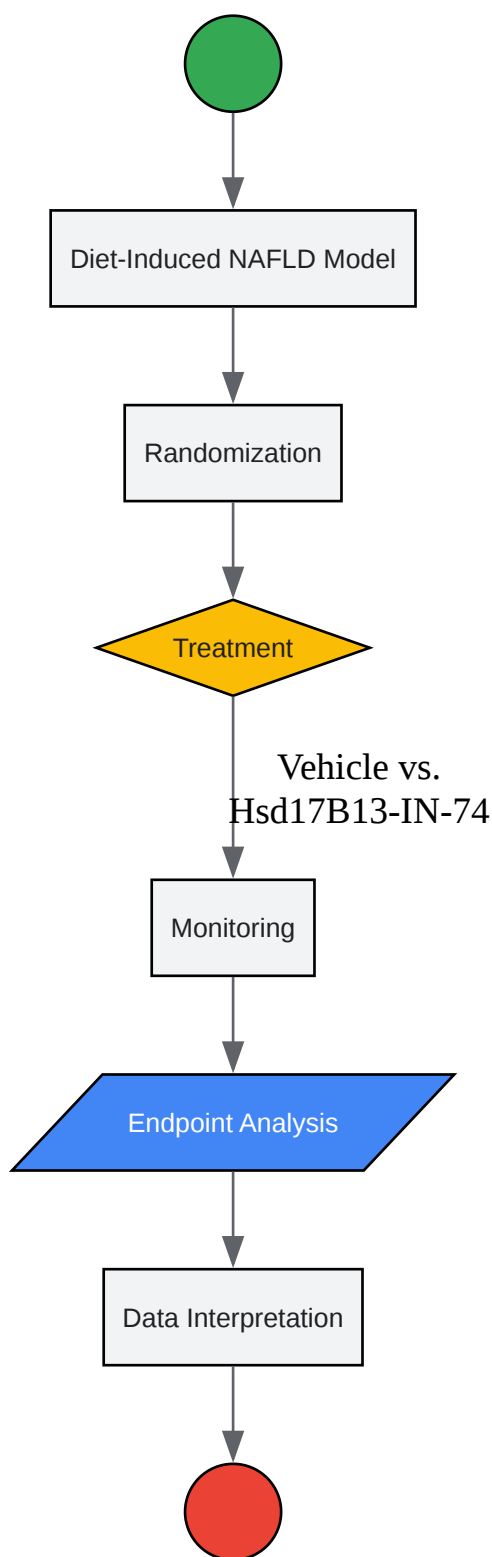 Diet-Induced NAFLD Model
Randomization
Treatment
Vehicle vs.
Hsd17B13-IN-74
Monitoring
Endpoint Analysis
Data Interpretation